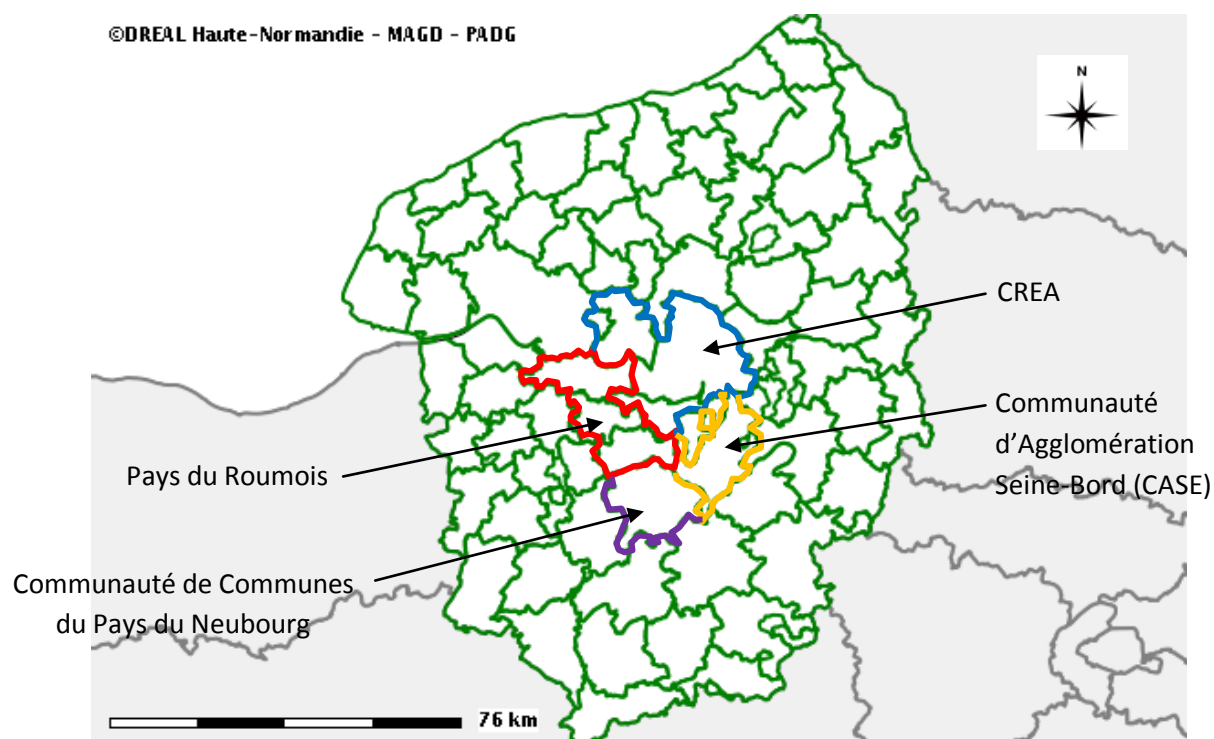 ©DREAL Haute-Normandie - MAGD - PADG
N
CREA
Communauté
d’Agglomération
Seine-Bord (CASE)
Pays du Roumois
Communauté de Communes
du Pays du Neubourg
76 km